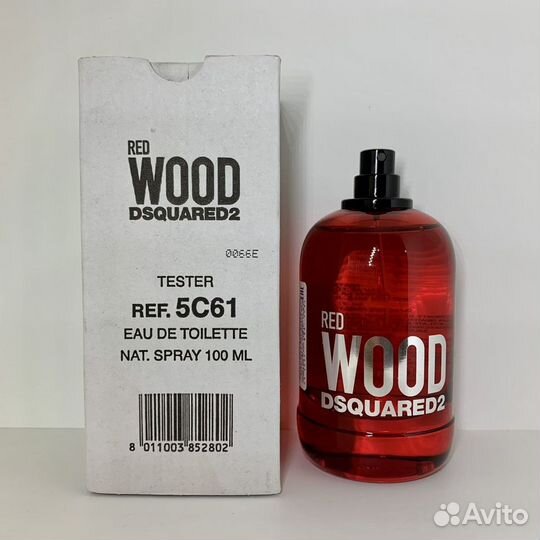 RED
WOOD
DSQUARED2
0066E
TESTER
REF. 5C61
EAU DE TOILETTE
NAT. SPRAY 100 ML
8 011003 852802
RED
WOOD
DSQUARED2
Avito